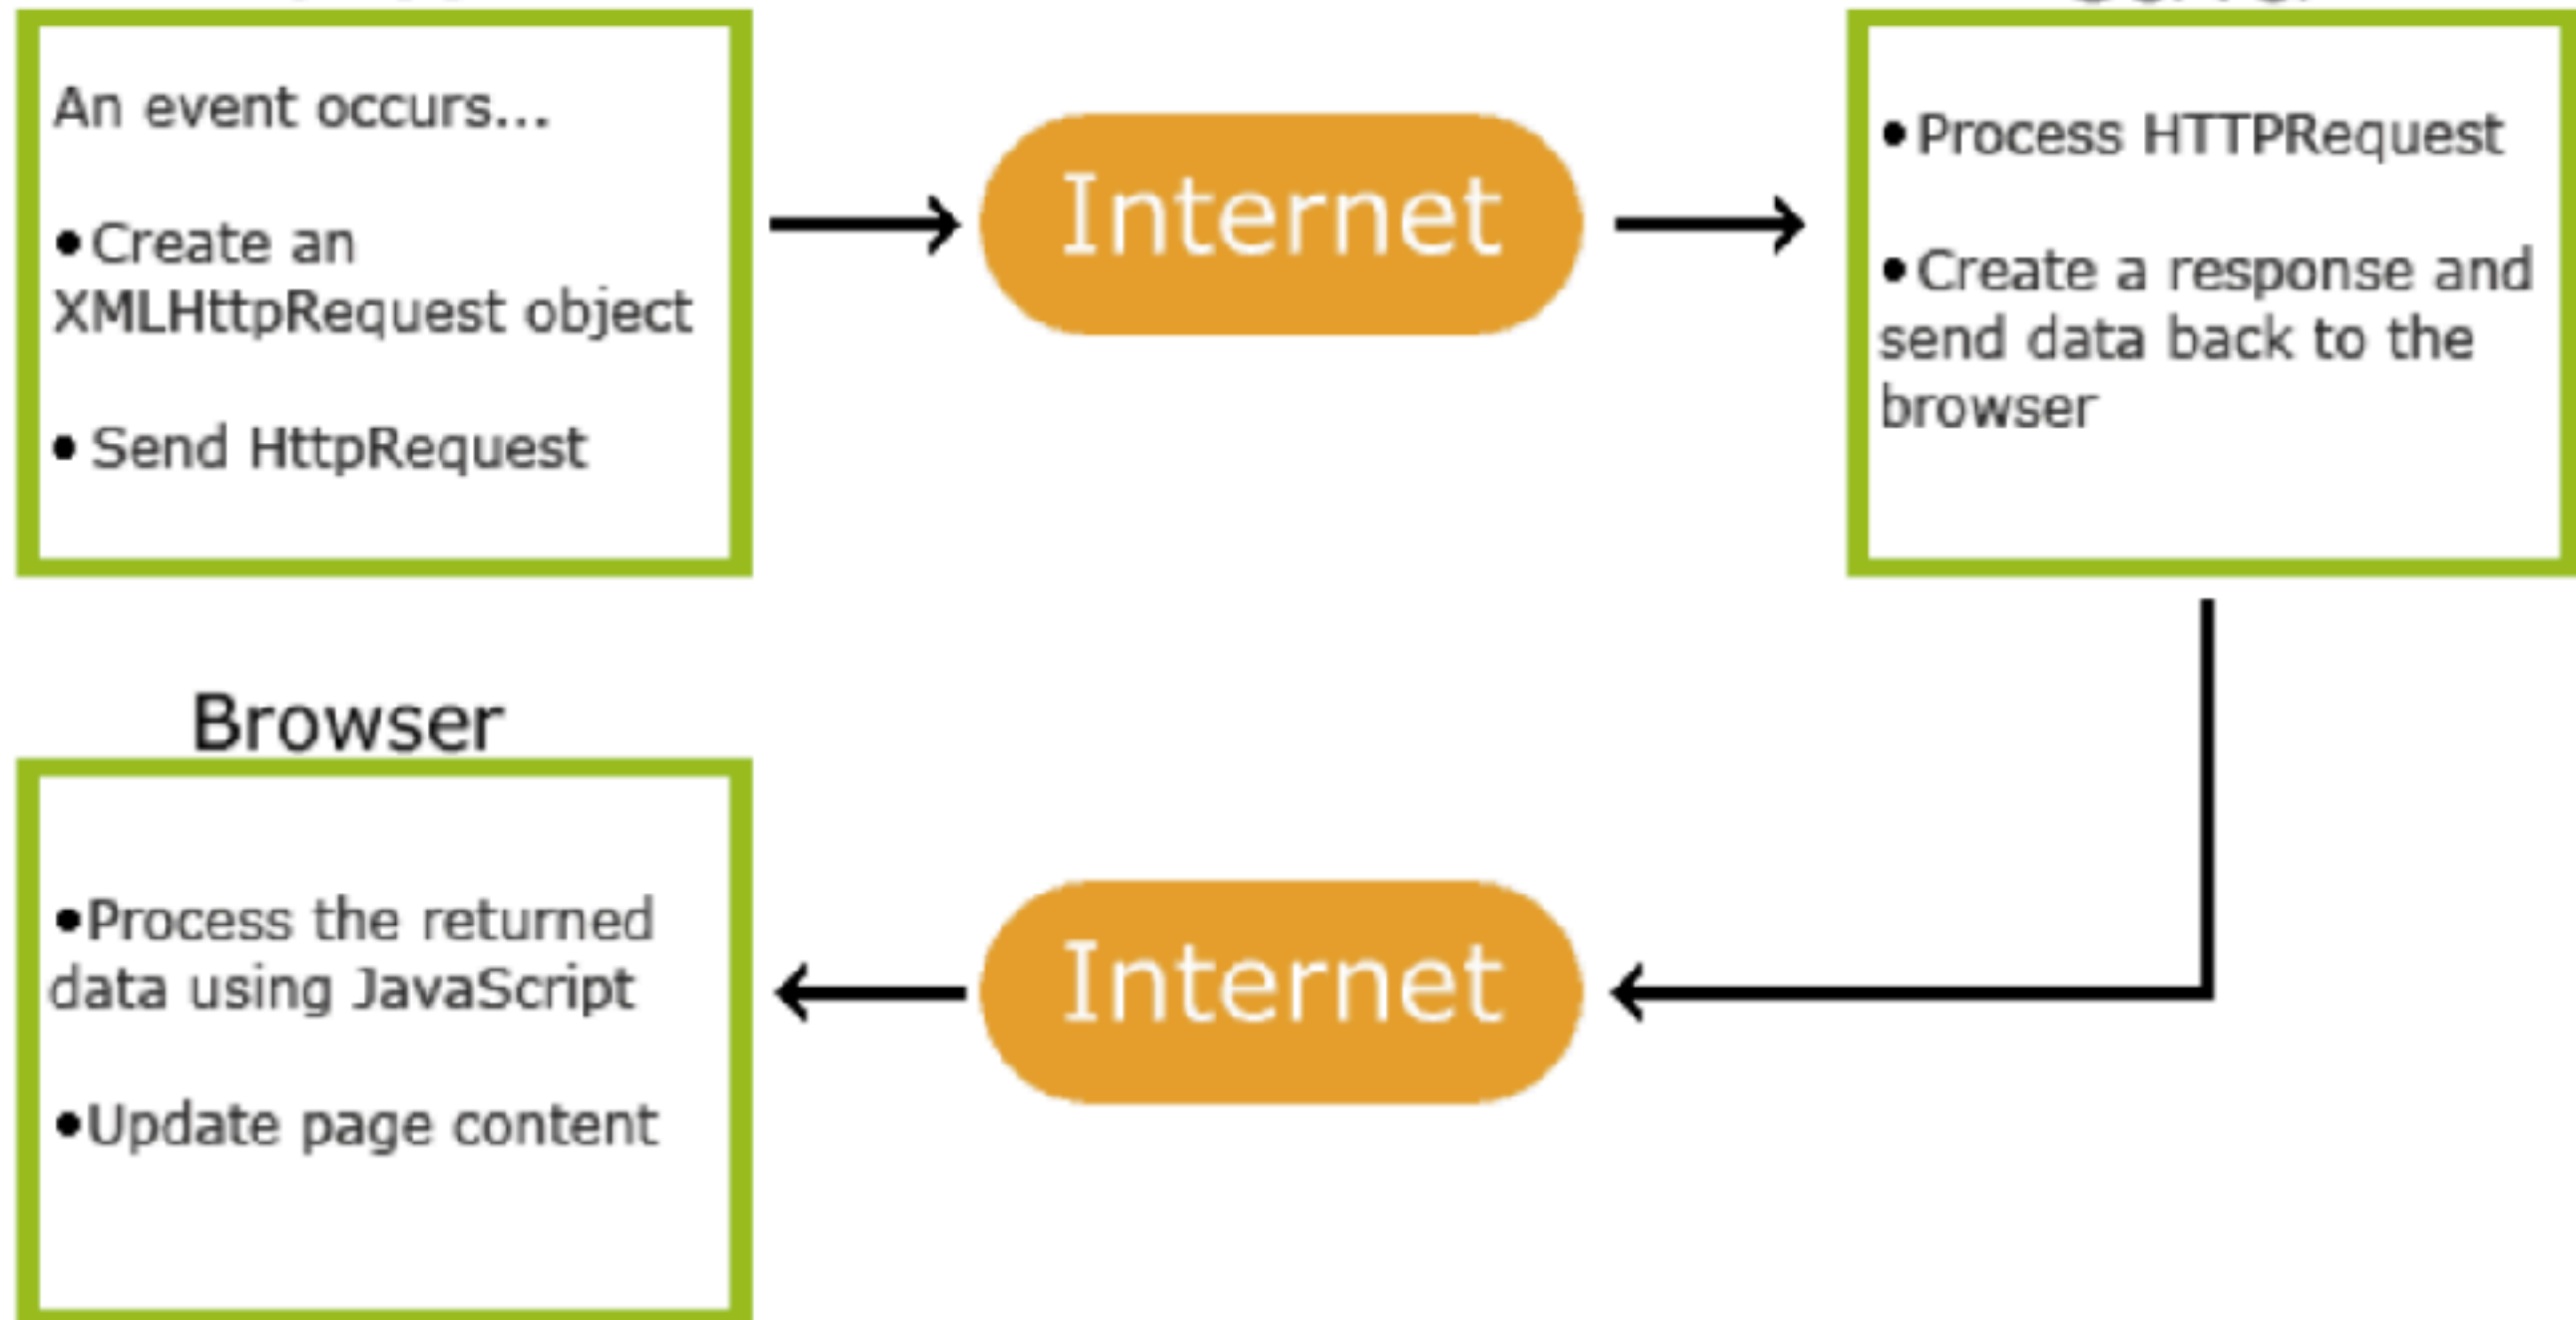 An event occurs...
• Create an
XMLHttpRequest object
• Send HttpRequest
Internet
• Process HTTPRequest
• Create a response and
send data back to the
browser
Browser
•Process the returned
data using JavaScript
•Update page content
Internet